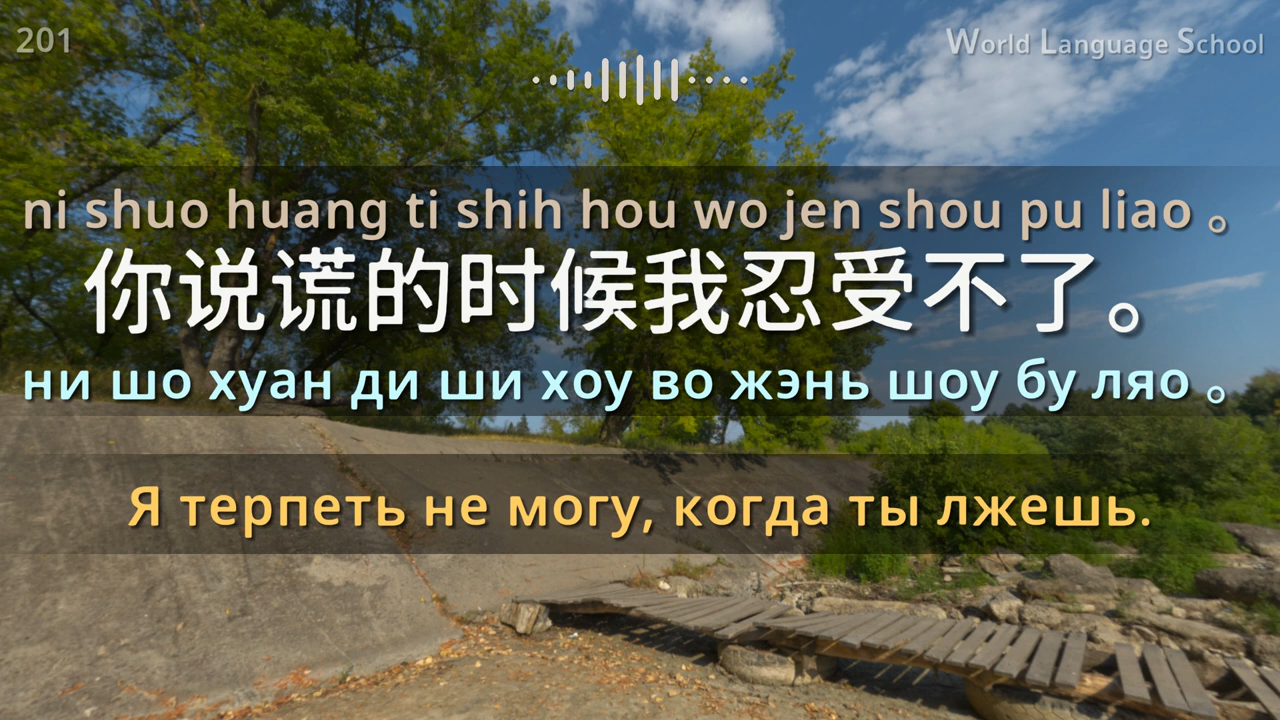 201
World Language School
ni shuo huang ti shih hou wo jen shou pu liao 。
你说谎的时候我忍受不了。
ни шо хуан ди ши хоу во жэнь шоу бу ляо 。
Я терпеть не могу, когда ты лжешь.